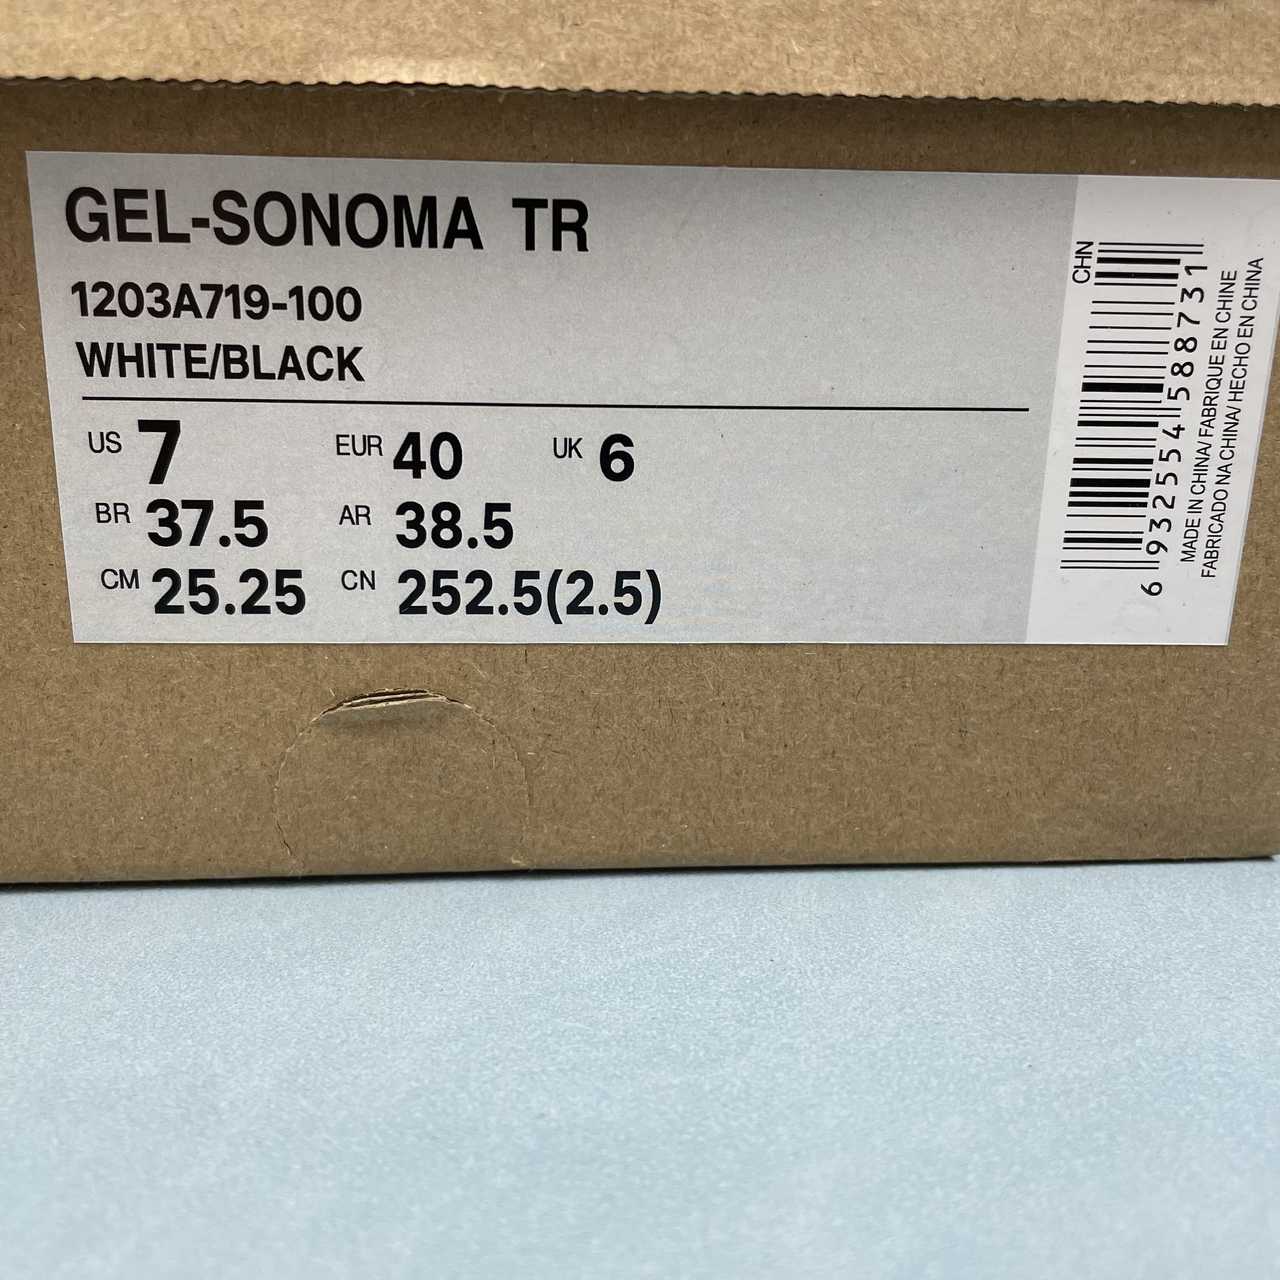 GEL-SONOMA TR
1203A719-100
WHITE/BLACK
US 7 EUR 40 UK 6
BR 37.5 AR 38.5
CM 25.25 CN 252.5(2.5)
CHN
6 932554 588731
MADE IN CHINA/ FABRIQUE EN CHINE
FABRICADO NA CHINA/ HECHO EN CHINA